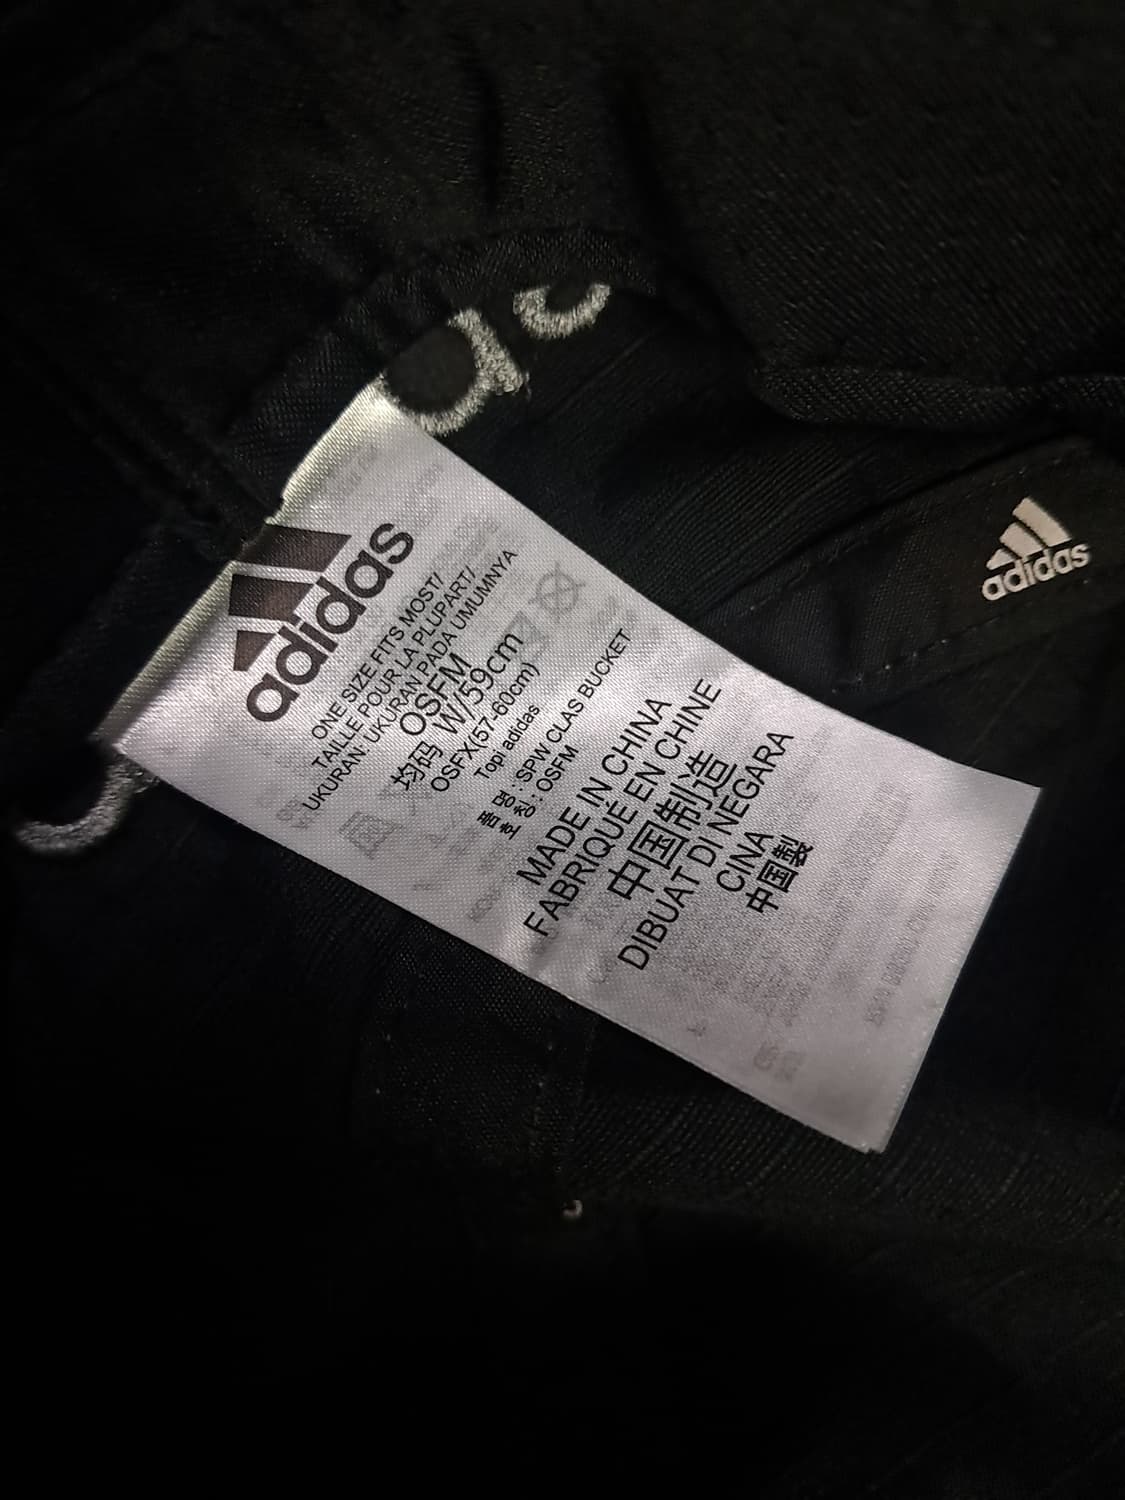 adidas
ONE SIZE FITS MOST/
TAILLE POUR LA PLUPART/
UKURAN: UKURAN PADA UMUMNYA
OSFM
均码 W/59cm
OSFX(57-60cm)
Topi adidas
품 명 : SPW CLAS BUCKET
호 칭 : OSFM
MADE IN CHINA
FABRIQUÉ EN CHINE
中国制造
DIBUAT DI NEGARA
CINA
中国製
adidas